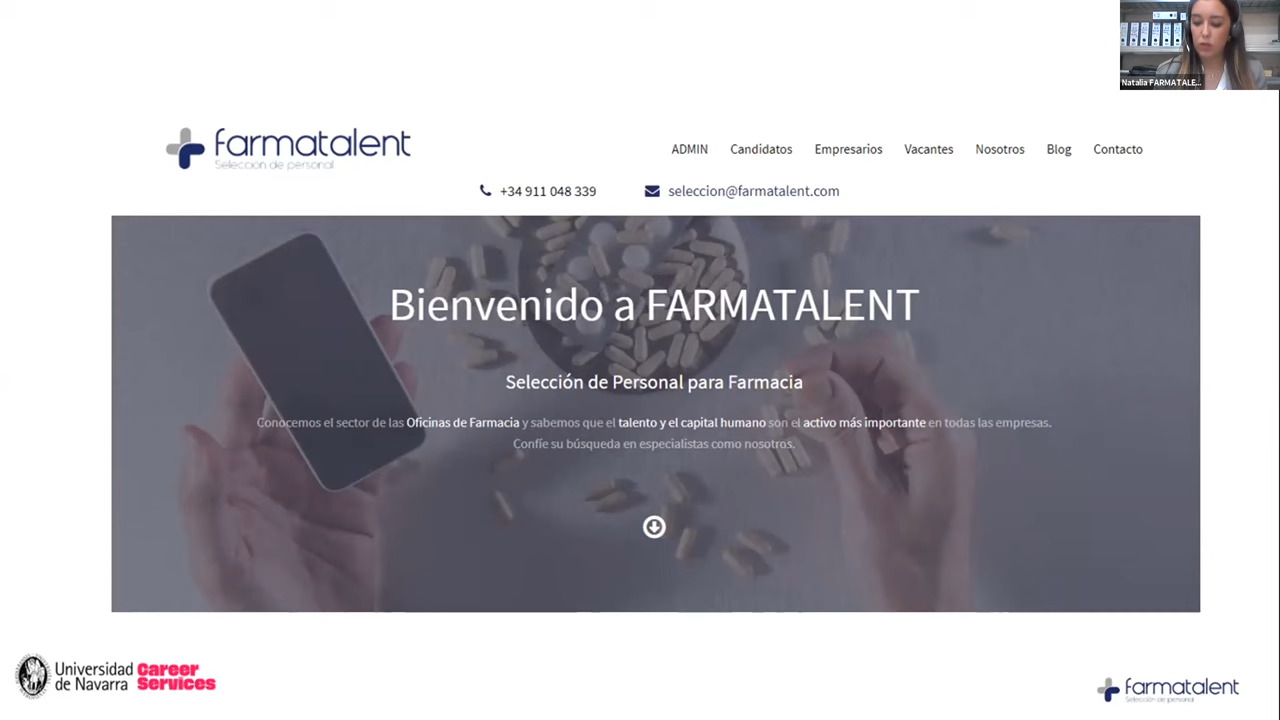 Natalia FARMATALE...
farmatalent
Selección de personal
ADMIN Candidatos Empresarios Vacantes Nosotros Blog Contacto
+34 911 048 339 seleccion@farmatalent.com
Bienvenido a FARMATALENT
Selección de Personal para Farmacia
Conocemos el sector de las Oficinas de Farmacia y sabemos que el talento y el capital humano son el activo más importante en todas las empresas.
Confíe su búsqueda en especialistas como nosotros.
Universidad de Navarra
Career Services
farmatalent
Selección de personal